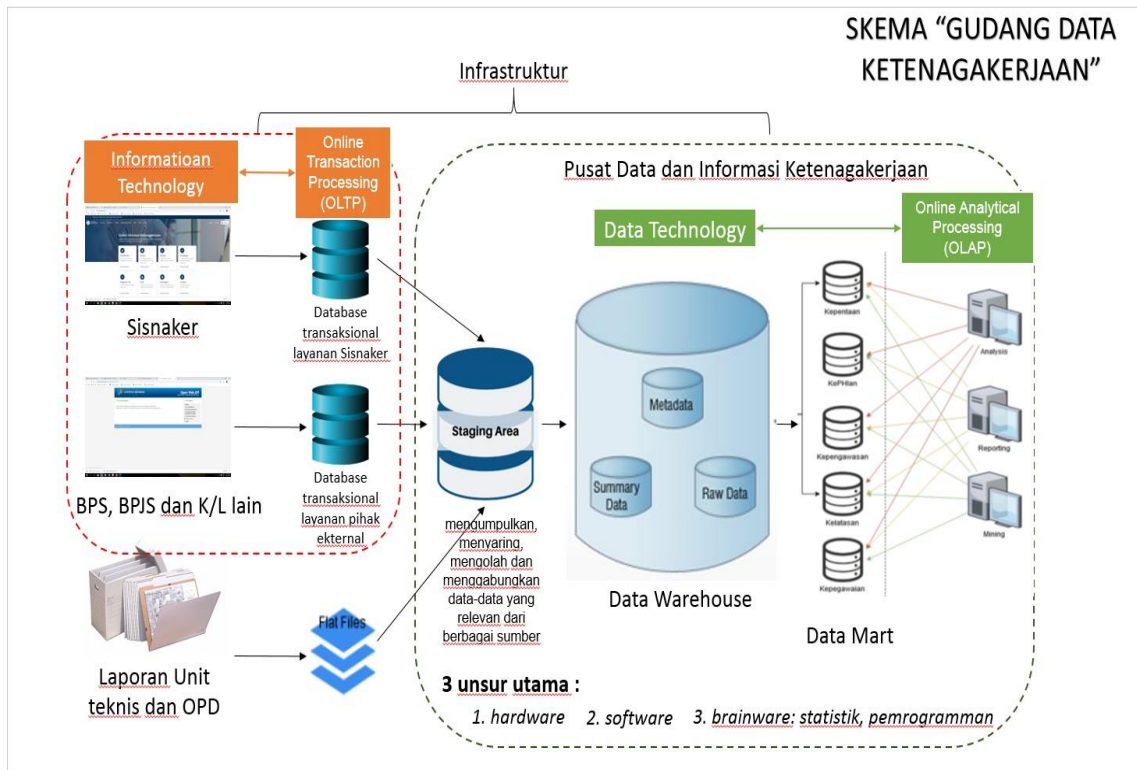 SKEMA “GUDANG DATA
KETENAGAKERJAAN”
Infrastruktur
Informatioan
Technology
Online
Transaction
Processing
(OLTP)
Sisnaker
Database
transaksional
layanan Sisnaker
BPS, BPJS dan K/L lain
Database
transaksional
layanan pihak
ekternal
Laporan Unit
teknis dan OPD
Flat Files
Pusat Data dan Informasi Ketenagakerjaan
Data Technology
Online Analytical
Processing
(OLAP)
Staging Area
mengumpulkan,
menyaring,
mengolah dan
menggabungkan
data-data yang
relevan dari
berbagai sumber
Metadata
Summary
Data
Raw Data
Data Warehouse
Kepentaan
KePHIan
Kepengawasan
Kelatasan
Kepegawaian
Data Mart
Analysis
Reporting
Mining
3 unsur utama :
1. hardware 2. software 3. brainware: statistik, pemrogramman